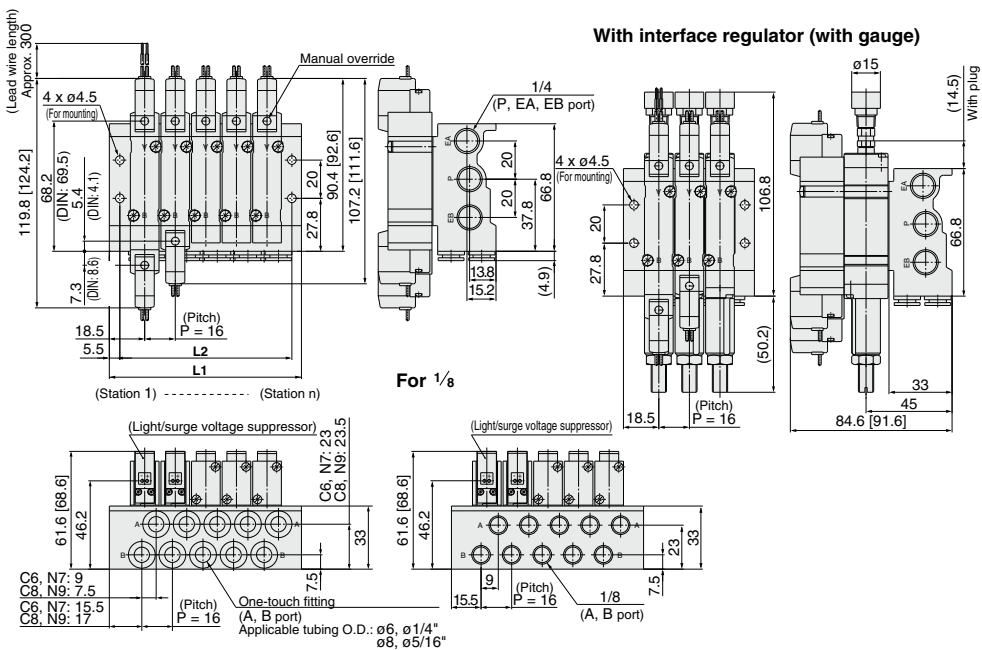 With interface regulator (with gauge)
(Lead wire length)
Approx. 300
Manual override
4 x ø4.5
(For mounting)
119.8 [124.2]
68.2
(DIN: 69.5)
5.4
(DIN: 4.1)
7.3
(DIN: 8.6)
20
27.8
90.4 [92.6]
107.2 [111.6]
18.5
5.5
(Pitch)
P = 16
L2
L1
(Station 1)
(Station n)
1/4
(P, EA, EB port)
EA
P
EB
20
20
37.8
66.8
13.8
15.2
(4.9)
ø15
(14.5)
With plug
4 x ø4.5
(For mounting)
20
27.8
106.8
(50.2)
18.5
(Pitch)
P = 16
EA
P
EB
66.8
33
45
84.6 [91.6]
For 1/8
(Light/surge voltage suppressor)
C6, N7: 23
C8, N9: 23.5
61.6 [68.6]
46.2
A
A
B
B
33
7.5
C6, N7: 9
C8, N9: 7.5
C6, N7: 15.5
C8, N9: 17
(Pitch)
P = 16
One-touch fitting
(A, B port)
Applicable tubing O.D.: ø6, ø1/4"
ø8, ø5/16"
(Light/surge voltage suppressor)
61.6 [68.6]
46.2
A
A
B
B
23
33
7.5
9
15.5
(Pitch)
P = 16
1/8
(A, B port)